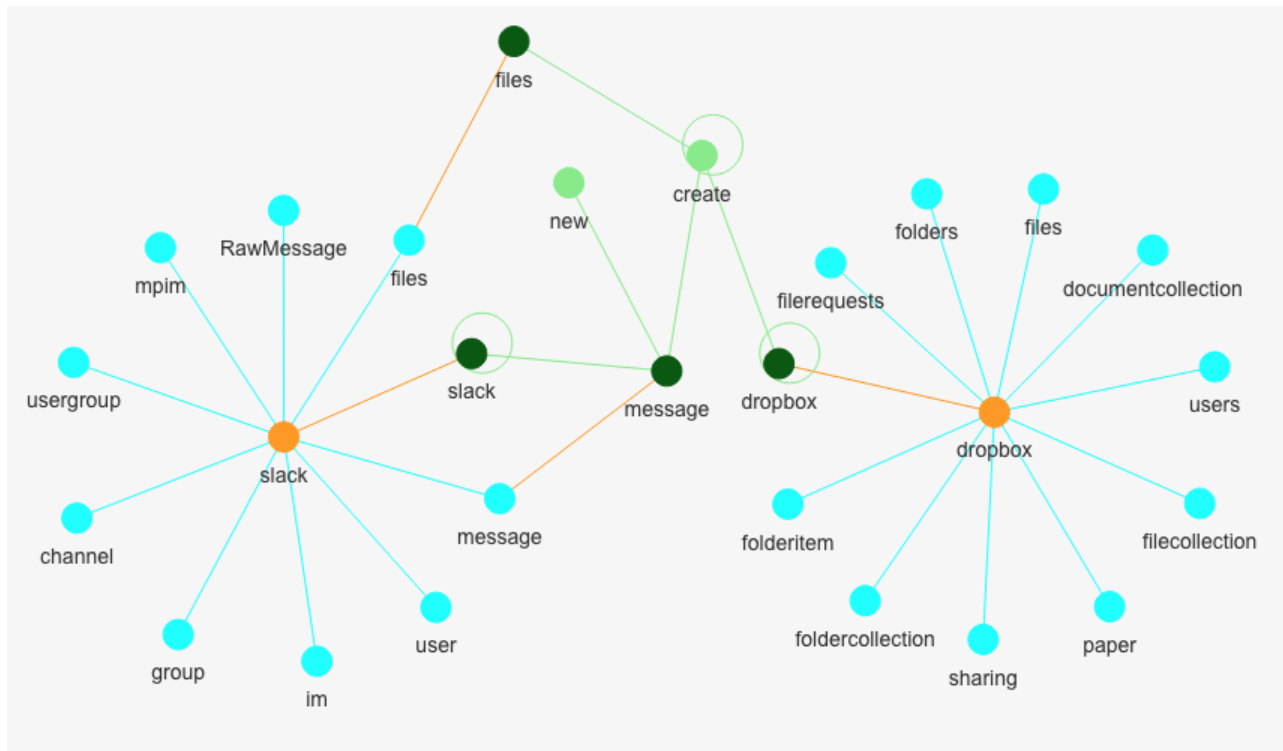 files
create
new
folders
files
RawMessage
files
mpim
documentcollection
filerequests
slack
usergroup
message
dropbox
users
dropbox
slack
message
folderitem
filecollection
channel
foldercollection
user
paper
group
sharing
im